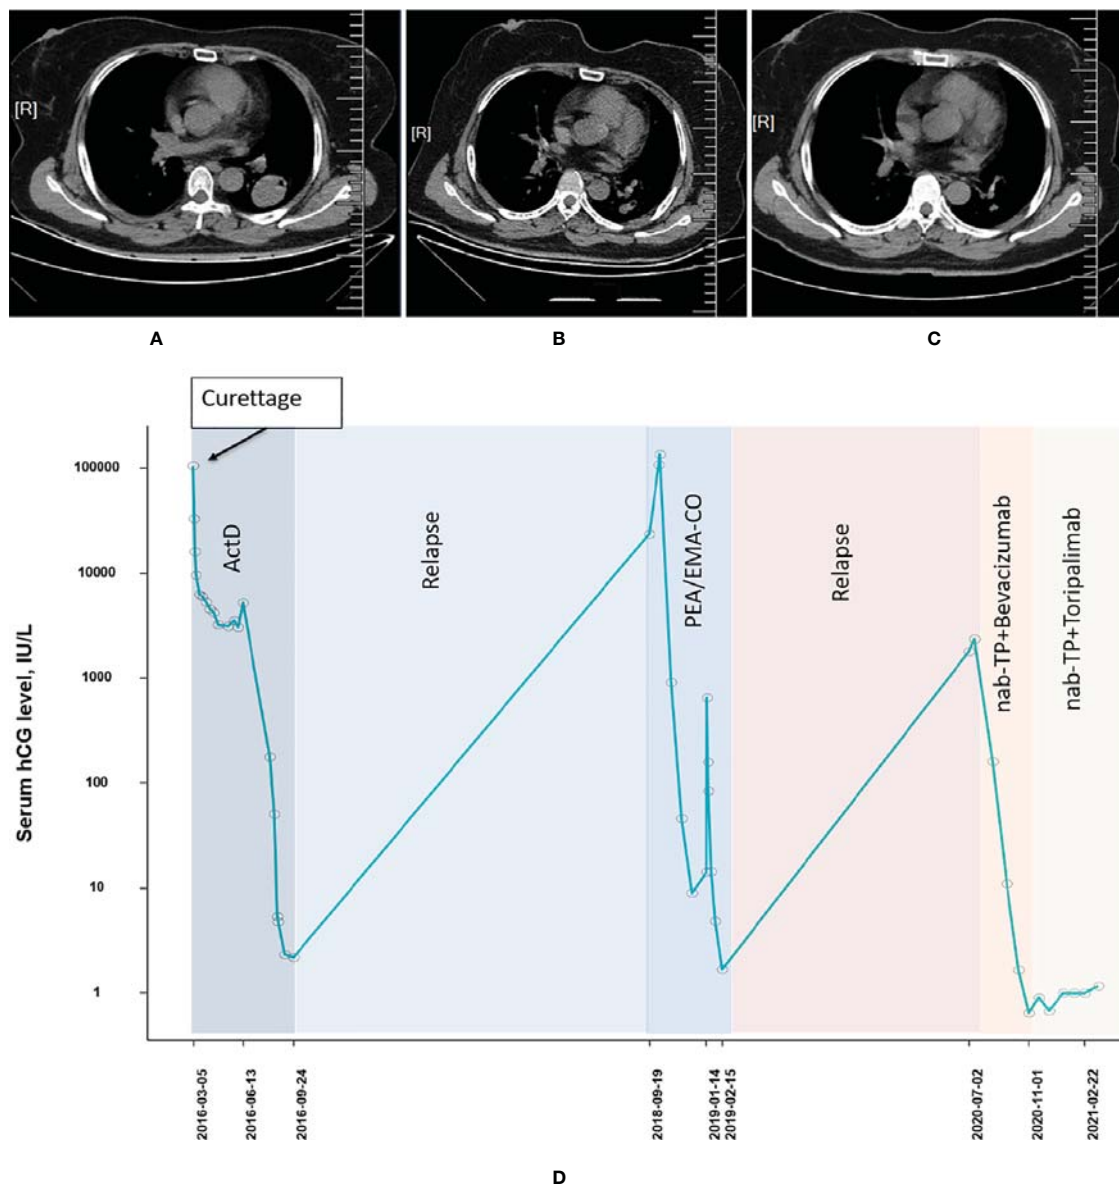 [R]
[R]
[R]
A
B
C
Curettage
100000
10000
1000
100
10
1
Serum hCG level, IU/L
ActD
Relapse
PEA/EMA-CO
Relapse
nab-TP+Bevacizumab
nab-TP+Toripalimab
2016-03-05
2016-06-13
2016-09-24
2018-09-19
2019-01-14
2019-02-15
2020-07-02
2020-11-01
2021-02-22
D